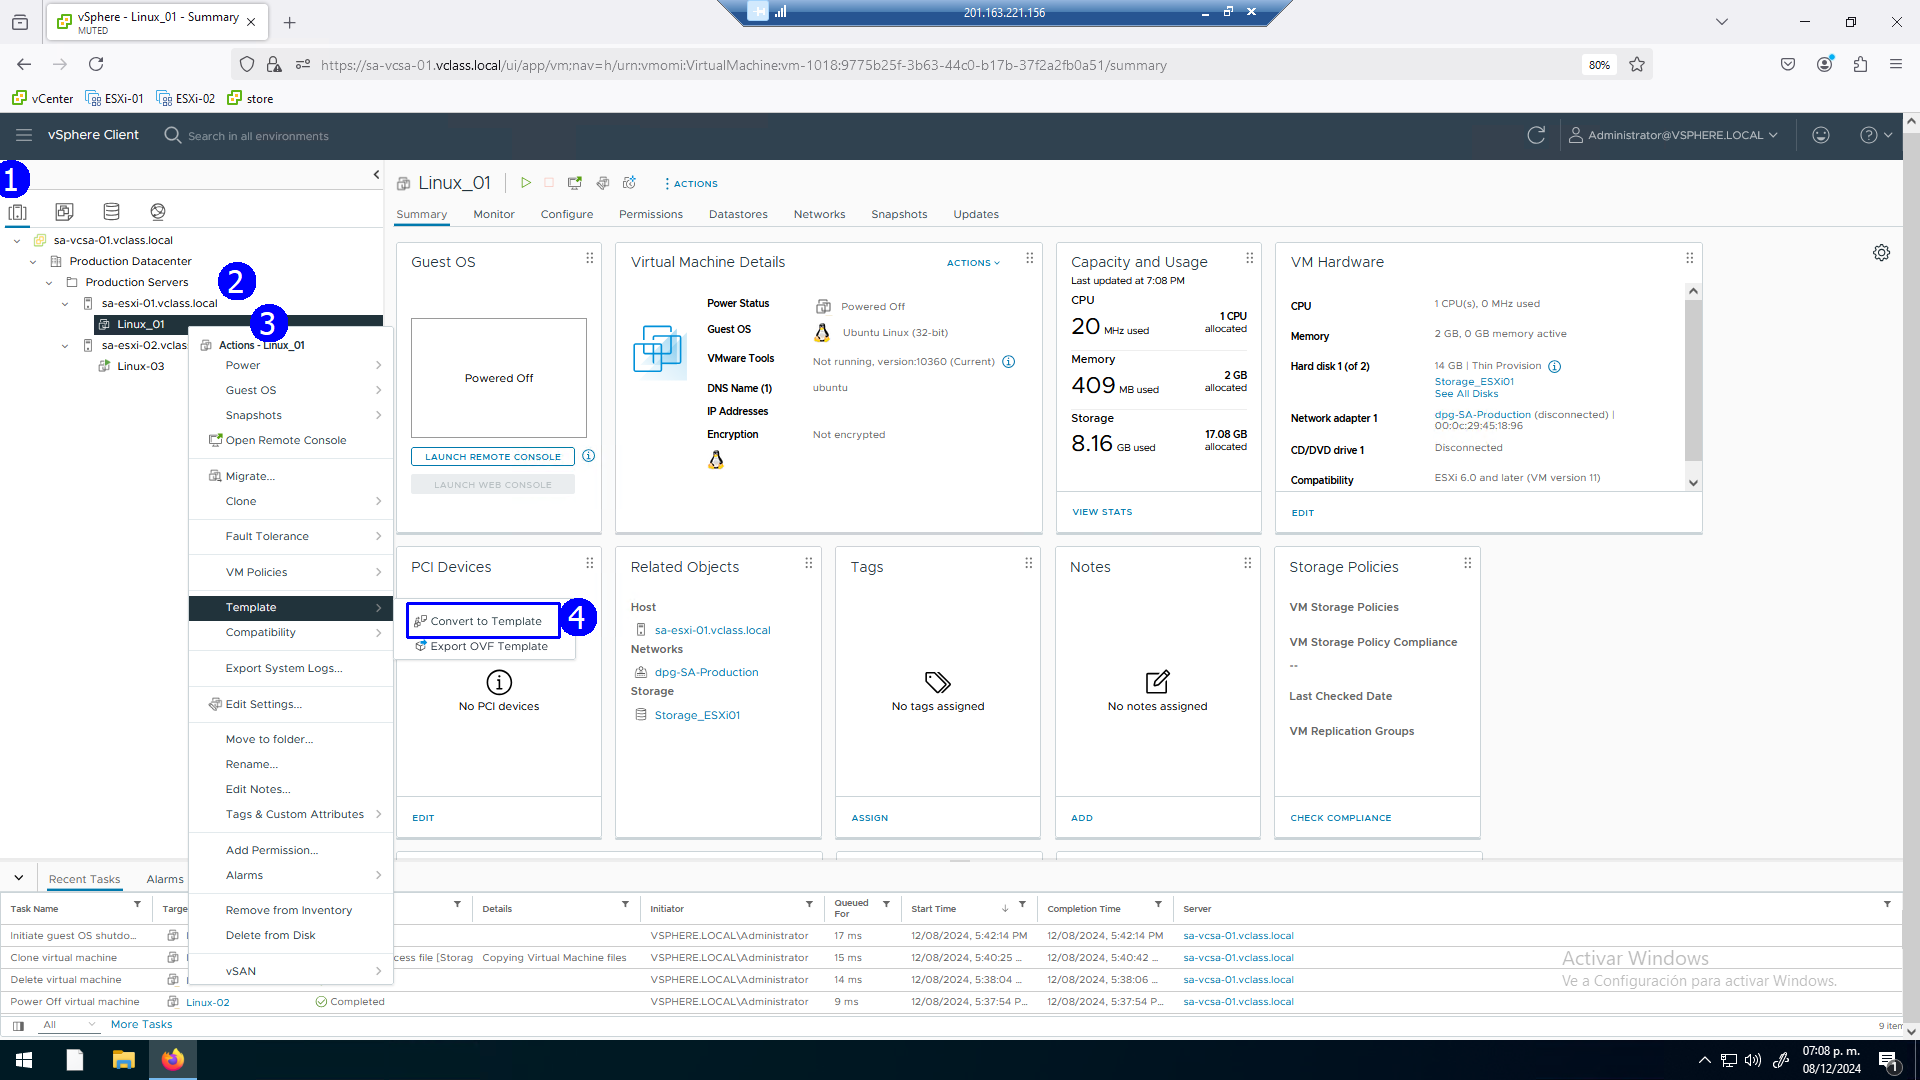 vSphere - Linux_01 - Summary
MUTED
201.163.221.156
https://sa-vcsa-01.vclass.local/ui/app/vm;nav=h/urn:vmomi:VirtualMachine:vm-1018:9775b25f-3b63-44c0-b17b-37f2a2fb0a51/summary
80%
vCenter ESXi-01 ESXi-02 store
vSphere Client Search in all environments Administrator@VSPHERE.LOCAL
1
sa-vcsa-01.vclass.local
Production Datacenter
Production Servers 2
sa-esxi-01.vclass.local
Linux_01 3
sa-esxi-02.vclas
Linux-03
Actions - Linux_01
Power
Guest OS
Snapshots
Open Remote Console
Migrate...
Clone
Fault Tolerance
VM Policies
Template
Compatibility
Export System Logs...
Edit Settings...
Move to folder...
Rename...
Edit Notes...
Tags & Custom Attributes
Add Permission...
Alarms
Remove from Inventory
Delete from Disk
vSAN
Convert to Template 4
Export OVF Template
Linux_01 ACTIONS
Summary Monitor Configure Permissions Datastores Networks Snapshots Updates
Guest OS
Powered Off
LAUNCH REMOTE CONSOLE
LAUNCH WEB CONSOLE
Virtual Machine Details ACTIONS
Power Status Powered Off
Guest OS Ubuntu Linux (32-bit)
VMware Tools Not running, version:10360 (Current)
DNS Name (1) ubuntu
IP Addresses
Encryption Not encrypted
Capacity and Usage
Last updated at 7:08 PM
CPU
20 MHz used 1 CPU allocated
Memory
409 MB used 2 GB allocated
Storage
8.16 GB used 17.08 GB allocated
VIEW STATS
VM Hardware
CPU 1 CPU(s), 0 MHz used
Memory 2 GB, 0 GB memory active
Hard disk 1 (of 2) 14 GB | Thin Provision
Storage_ESXi01
See All Disks
Network adapter 1 dpg-SA-Production (disconnected) |
00:0c:29:45:18:96
CD/DVD drive 1 Disconnected
Compatibility ESXi 6.0 and later (VM version 11)
EDIT
PCI Devices
No PCI devices
EDIT
Related Objects
Host
sa-esxi-01.vclass.local
Networks
dpg-SA-Production
Storage
Storage_ESXi01
Tags
No tags assigned
ASSIGN
Notes
No notes assigned
ADD
Storage Policies
VM Storage Policies
VM Storage Policy Compliance
--
Last Checked Date
VM Replication Groups
CHECK COMPLIANCE
Recent Tasks Alarms
Task Name Targe Details Initiator Queued For Start Time Completion Time Server
Initiate guest OS shutdo... VSPHERE.LOCAL\Administrator 17 ms 12/08/2024, 5:42:14 PM 12/08/2024, 5:42:14 PM sa-vcsa-01.vclass.local
Clone virtual machine cess file [Storag Copying Virtual Machine files VSPHERE.LOCAL\Administrator 15 ms 12/08/2024, 5:40:25 ... 12/08/2024, 5:40:42 ... sa-vcsa-01.vclass.local
Delete virtual machine VSPHERE.LOCAL\Administrator 14 ms 12/08/2024, 5:38:04 ... 12/08/2024, 5:38:06 ... sa-vcsa-01.vclass.local
Power Off virtual machine Linux-02 Completed VSPHERE.LOCAL\Administrator 9 ms 12/08/2024, 5:37:54 P... 12/08/2024, 5:37:54 P... sa-vcsa-01.vclass.local
All More Tasks 9 item
Activar Windows
Ve a Configuración para activar Windows.
07:08 p. m.
08/12/2024
1